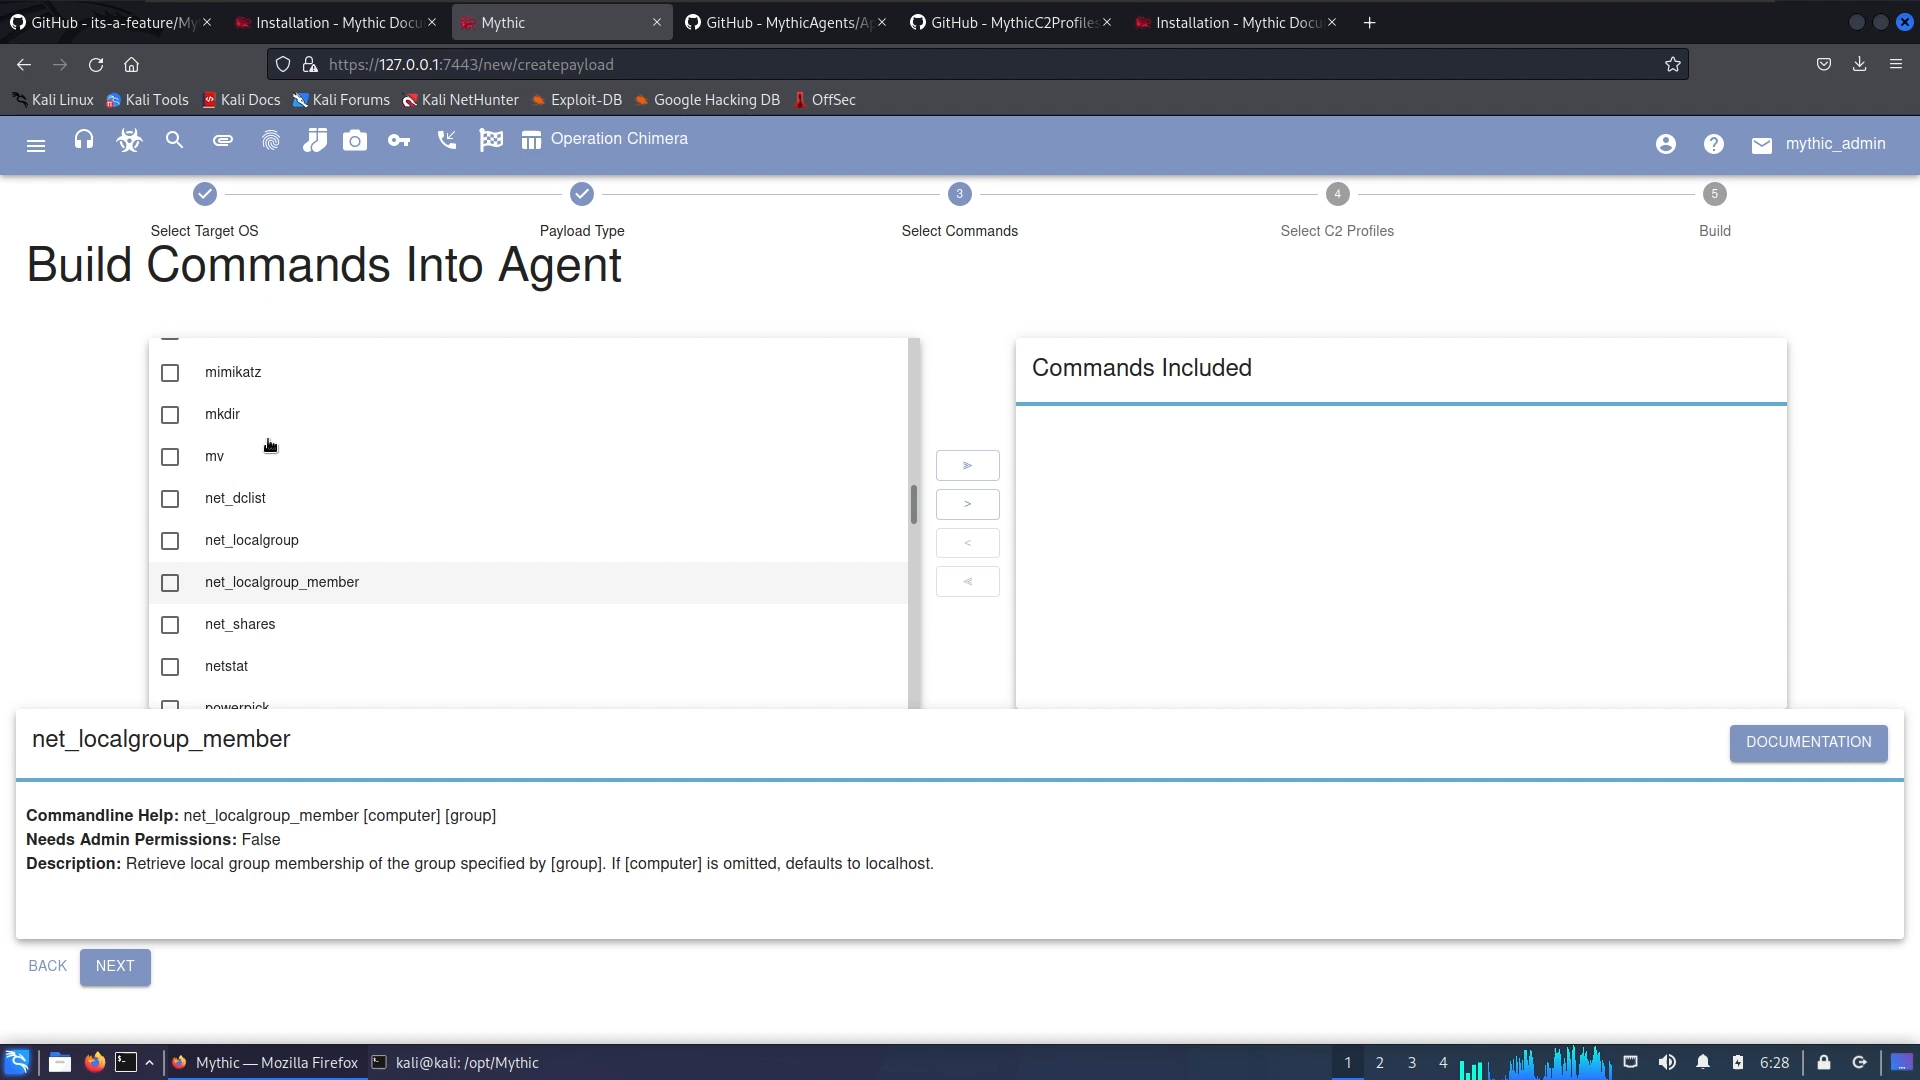 GitHub - its-a-feature/My
Installation - Mythic Docu
Mythic
GitHub - MythicAgents/Ap
GitHub - MythicC2Profiles
Installation - Mythic Docu
https://127.0.0.1:7443/new/createpayload
Kali Linux
Kali Tools
Kali Docs
Kali Forums
Kali NetHunter
Exploit-DB
Google Hacking DB
OffSec
Operation Chimera
mythic_admin
3
4
5
Select Target OS
Payload Type
Select Commands
Select C2 Profiles
Build
Build Commands Into Agent
mimikatz
mkdir
mv
net_dclist
net_localgroup
net_localgroup_member
net_shares
netstat
powerpick
>
<
Commands Included
net_localgroup_member
DOCUMENTATION
Commandline Help: net_localgroup_member [computer] [group]
Needs Admin Permissions: False
Description: Retrieve local group membership of the group specified by [group]. If [computer] is omitted, defaults to localhost.
BACK
NEXT
Mythic — Mozilla Firefox
kali@kali: /opt/Mythic
1
2
3
4
6:28